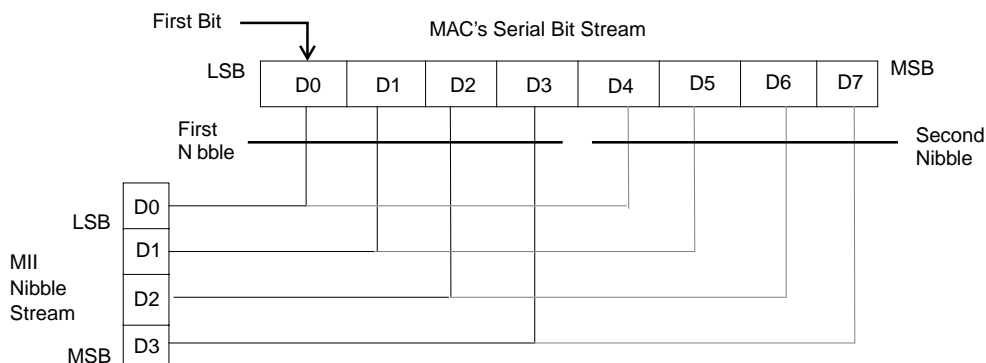 First Bit
MAC's Serial Bit Stream
LSB
D0 D1 D2 D3 D4 D5 D6 D7
MSB
First
N bble
Second
Nibble
LSB
D0
D1
MII
Nibble
Stream
D2
D3
MSB